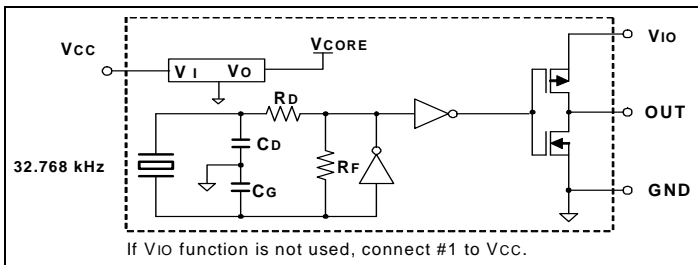 VCC
VI VO
VCORE
VIO
RD
OUT
CD
32.768 kHz
RF
CG
GND
If VIO function is not used, connect #1 to VCC.